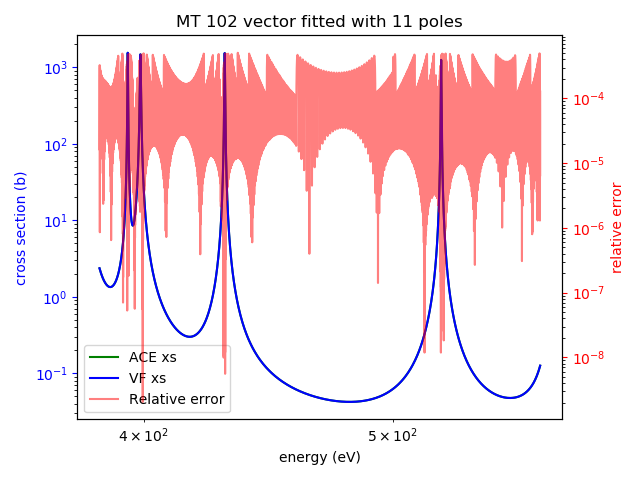 MT 102 vector fitted with 11 poles
10³
10²
10¹
10⁰
10⁻¹
cross section (b)
10⁻⁴
10⁻⁵
10⁻⁶
10⁻⁷
10⁻⁸
relative error
ACE xs
VF xs
Relative error
4 × 10²
5 × 10²
energy (eV)